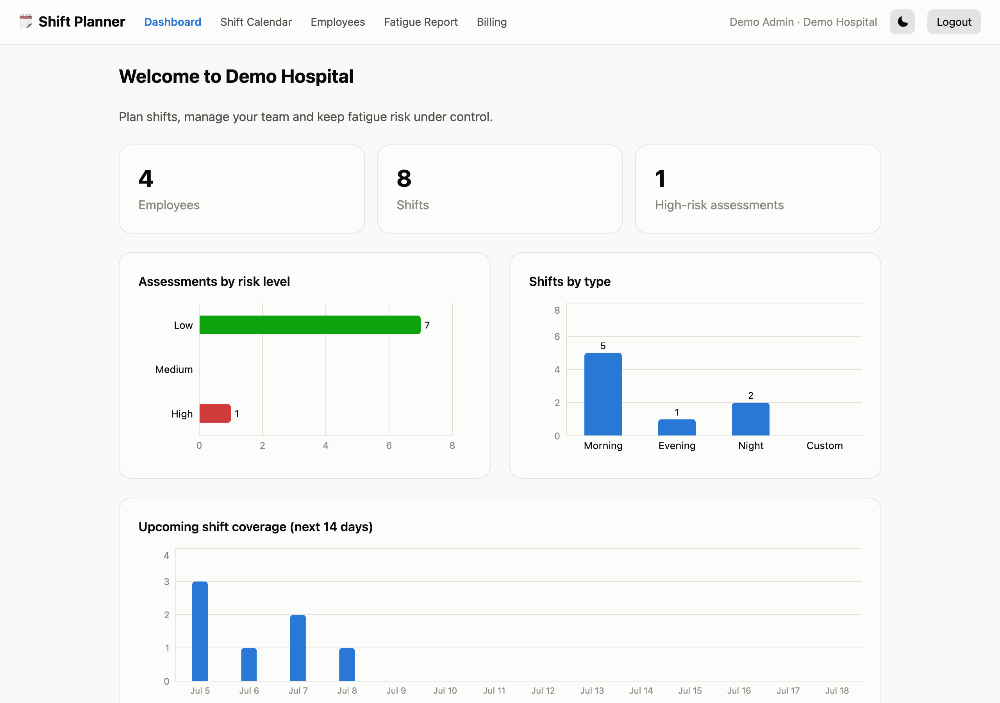 Shift Planner Dashboard Shift Calendar Employees Fatigue Report Billing Demo Admin · Demo Hospital Logout
Welcome to Demo Hospital
Plan shifts, manage your team and keep fatigue risk under control.
4
Employees
8
Shifts
1
High-risk assessments
Assessments by risk level
Low 7
Medium
High 1
0 2 4 6 8
Shifts by type
8
6
5
4
2
2
1
0
Morning Evening Night Custom
Upcoming shift coverage (next 14 days)
4
3
2
1
0
Jul 5 Jul 6 Jul 7 Jul 8 Jul 9 Jul 10 Jul 11 Jul 12 Jul 13 Jul 14 Jul 15 Jul 16 Jul 17 Jul 18